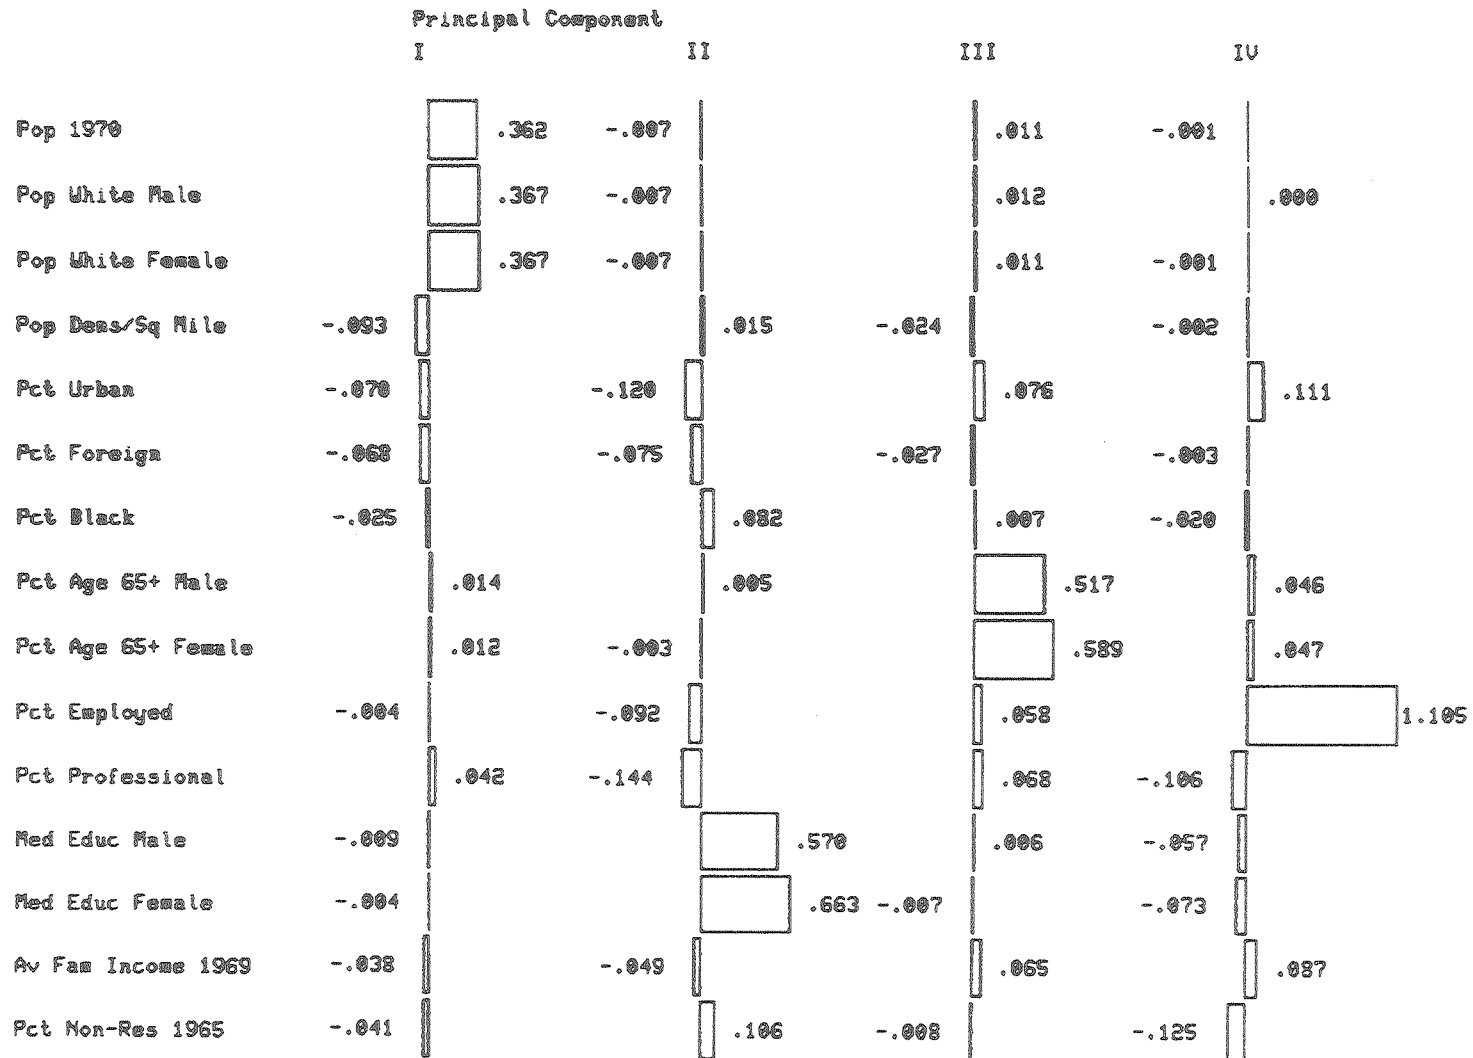 Principal Component
I II III IV
Pop 1970 .362 -.007 .011 -.001
Pop White Male .367 -.007 .012 .000
Pop White Female .367 -.007 .011 -.001
Pop Dens/Sq Mile -.093 .015 -.024 -.002
Pct Urban -.070 -.120 .076 .111
Pct Foreign -.068 -.075 -.027 -.003
Pct Black -.025 .082 .007 -.020
Pct Age 65+ Male .014 .005 .517 .046
Pct Age 65+ Female .012 -.003 .589 .047
Pct Employed -.004 -.092 .058 1.105
Pct Professional .042 -.144 .068 -.106
Med Educ Male -.009 .570 .006 -.057
Med Educ Female -.004 .663 -.007 -.073
Av Fam Income 1969 -.038 -.049 .065 .087
Pct Non-Res 1965 -.041 .106 -.008 -.125